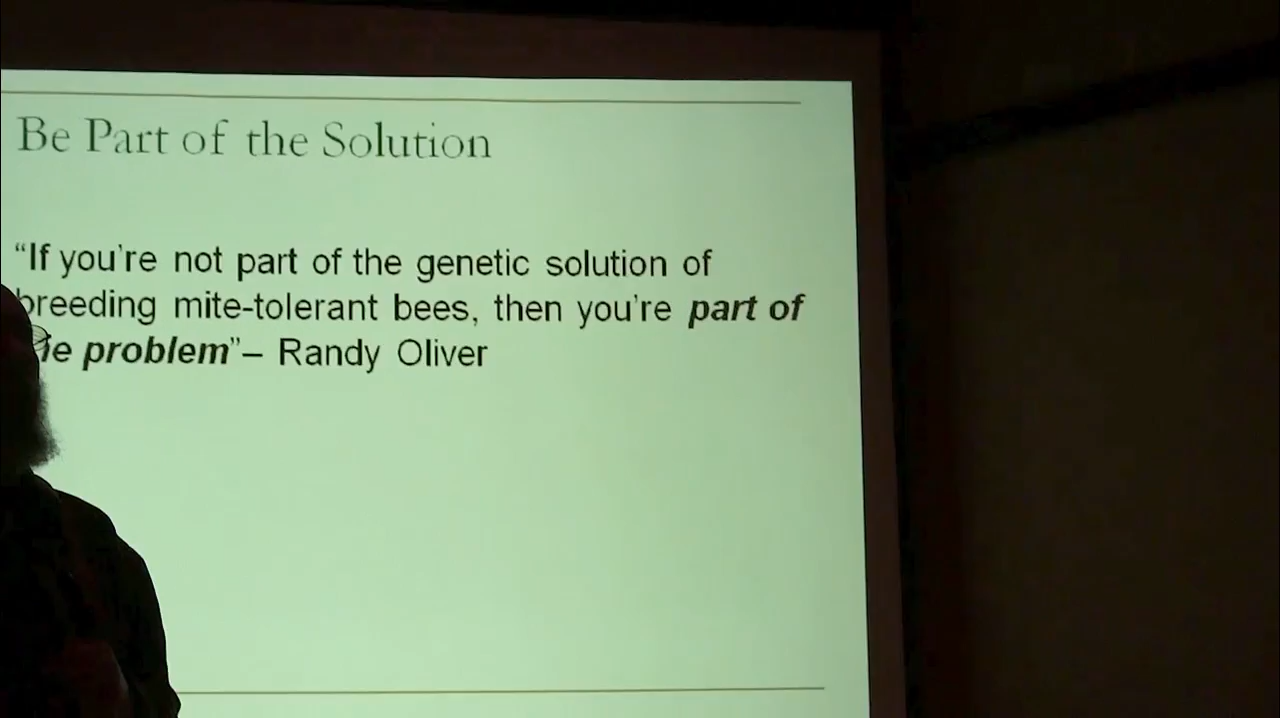 Be Part of the Solution
“If you’re not part of the genetic solution of
breeding mite-tolerant bees, then you’re part of
problem”– Randy Oliver